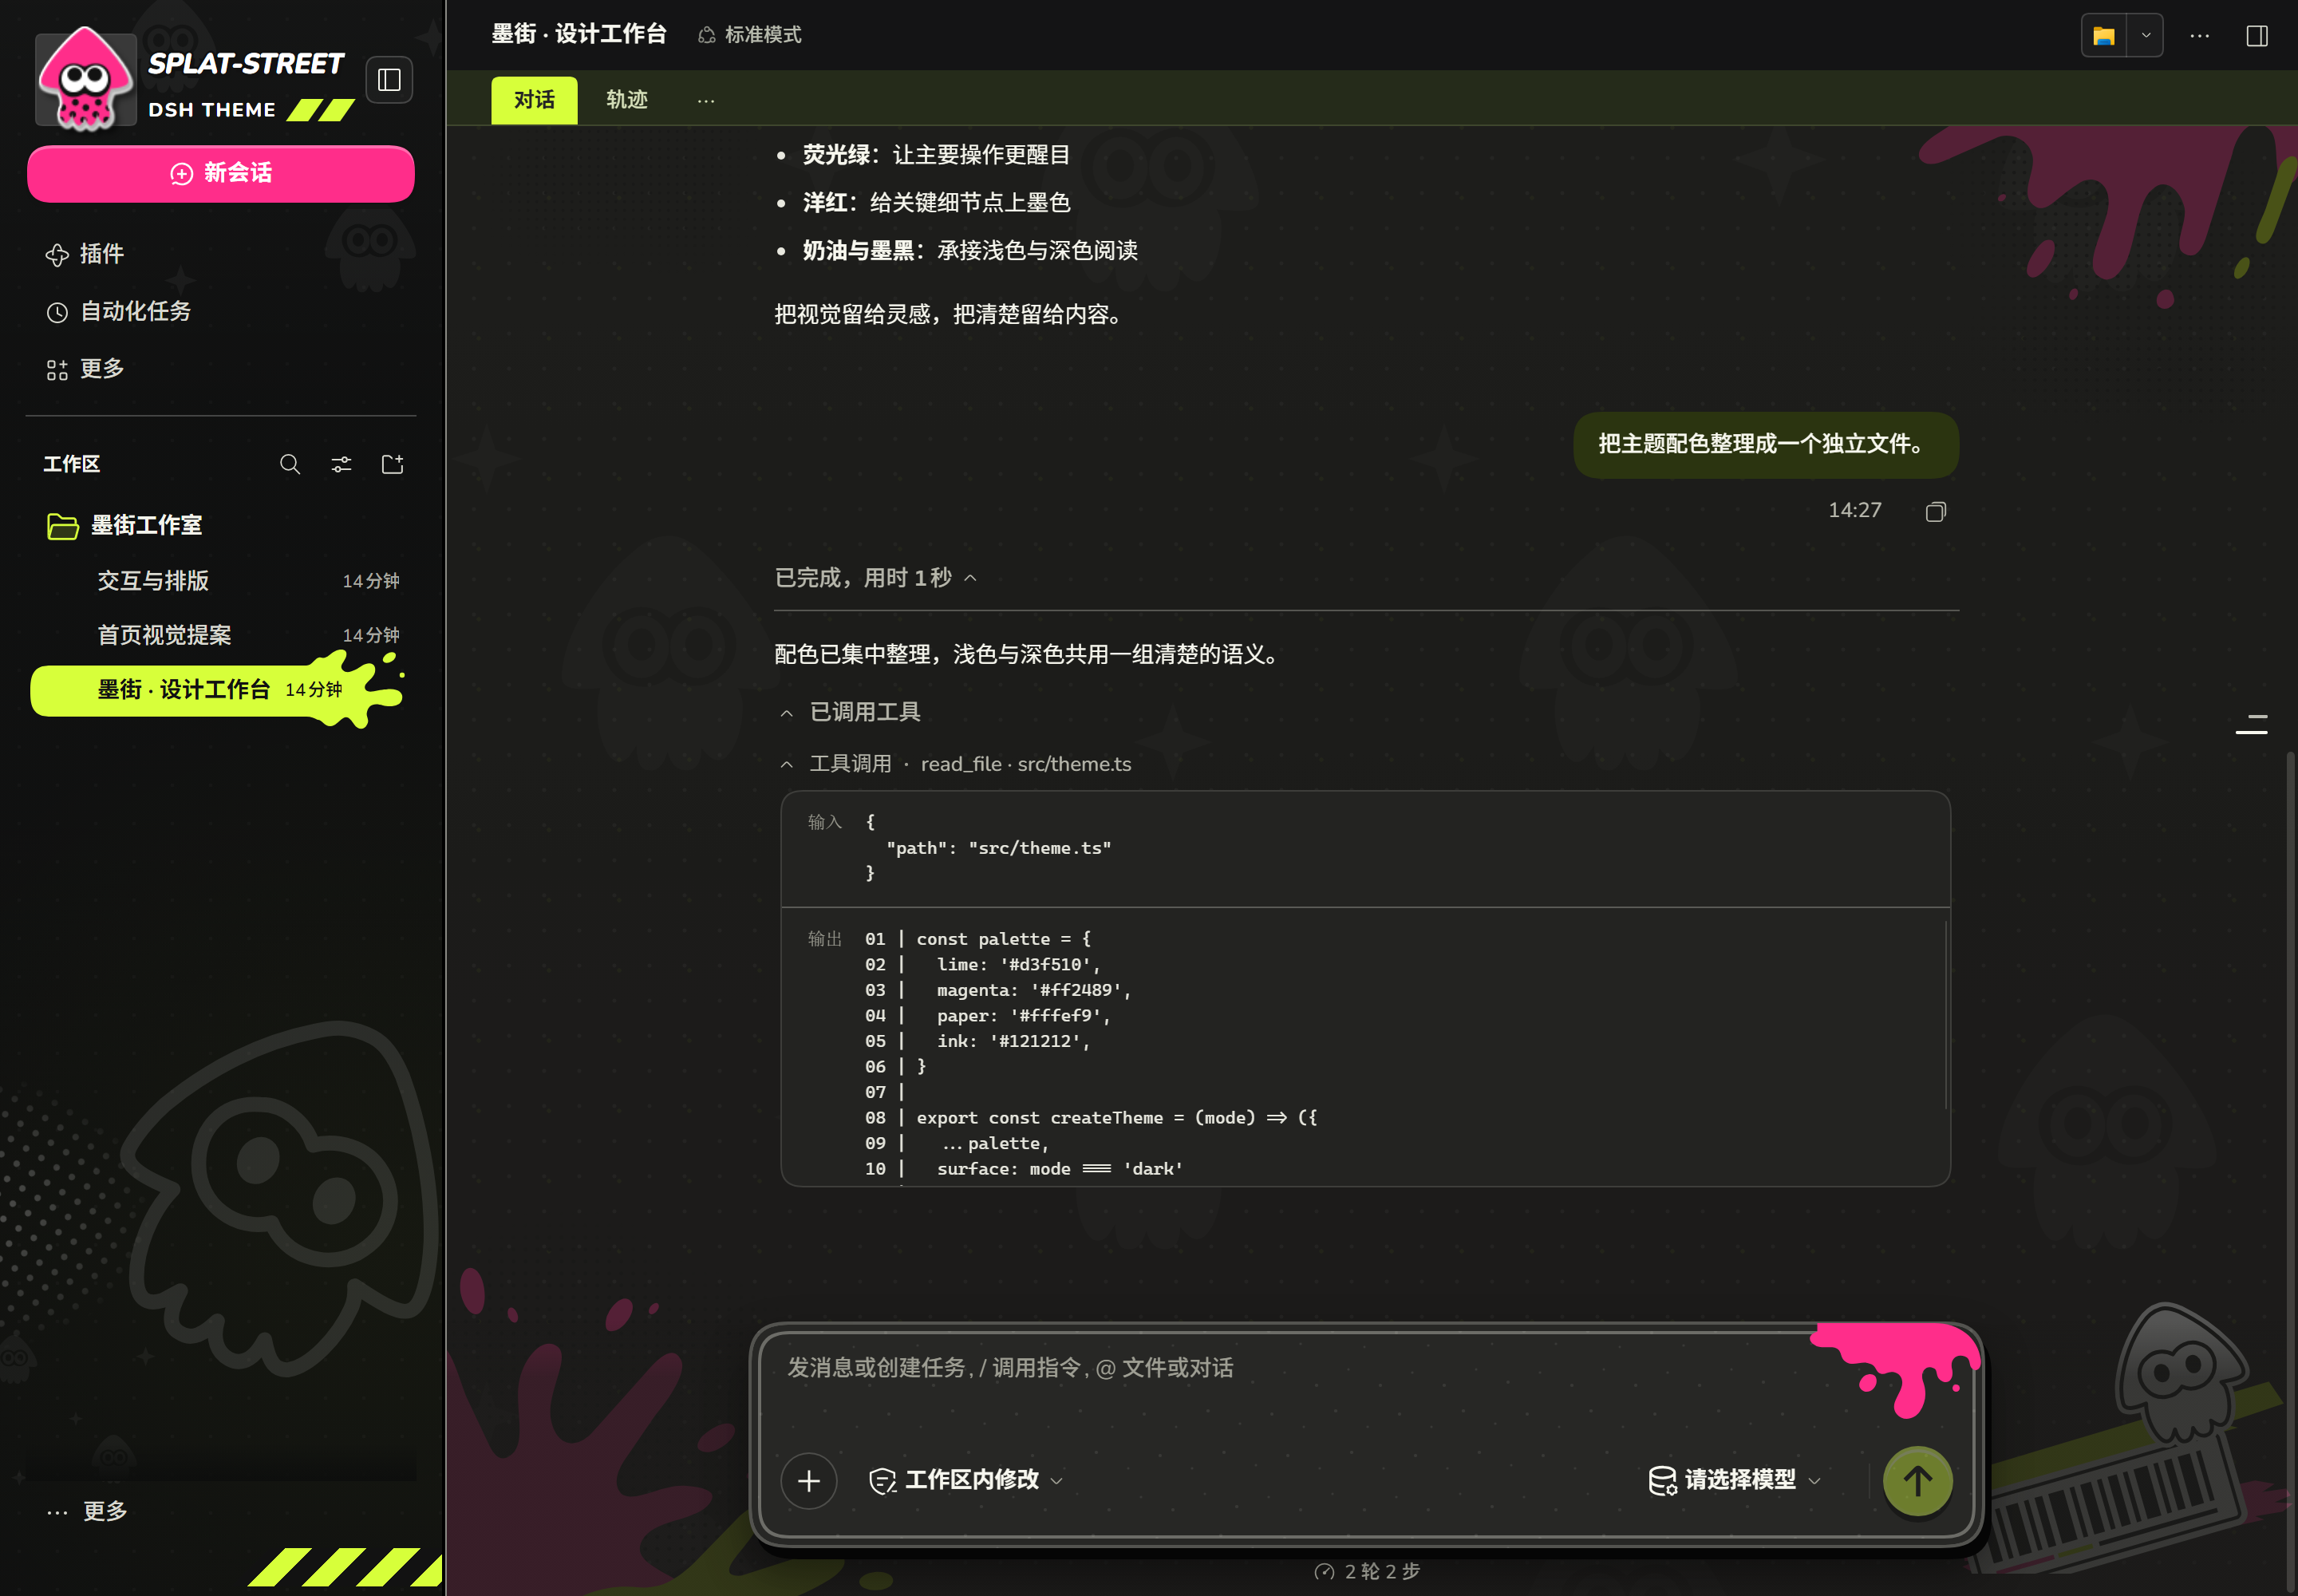 SPLAT-STREET
DSH THEME
新会话
插件
自动化任务
更多
工作区
墨街工作室
交互与排版 14分钟
首页视觉提案 14分钟
墨街 · 设计工作台 14分钟
... 更多
墨街 · 设计工作台 标准模式
对话 轨迹 ...
• 荧光绿：让主要操作更醒目
• 洋红：给关键细节点上墨色
• 奶油与墨黑：承接浅色与深色阅读
把视觉留给灵感，把清楚留给内容。
把主题配色整理成一个独立文件。
14:27
已完成，用时 1 秒
配色已集中整理，浅色与深色共用一组清楚的语义。
已调用工具
工具调用 · read_file · src/theme.ts
输入 {
"path": "src/theme.ts"
}
输出 01 | const palette = {
02 | lime: '#d3f510',
03 | magenta: '#ff2489',
04 | paper: '#fffef9',
05 | ink: '#121212',
06 | }
07 |
08 | export const createTheme = (mode) => ({
09 | ...palette,
10 | surface: mode === 'dark'
发消息或创建任务, / 调用指令, @ 文件或对话
工作区内修改 请选择模型
2 轮 2 步